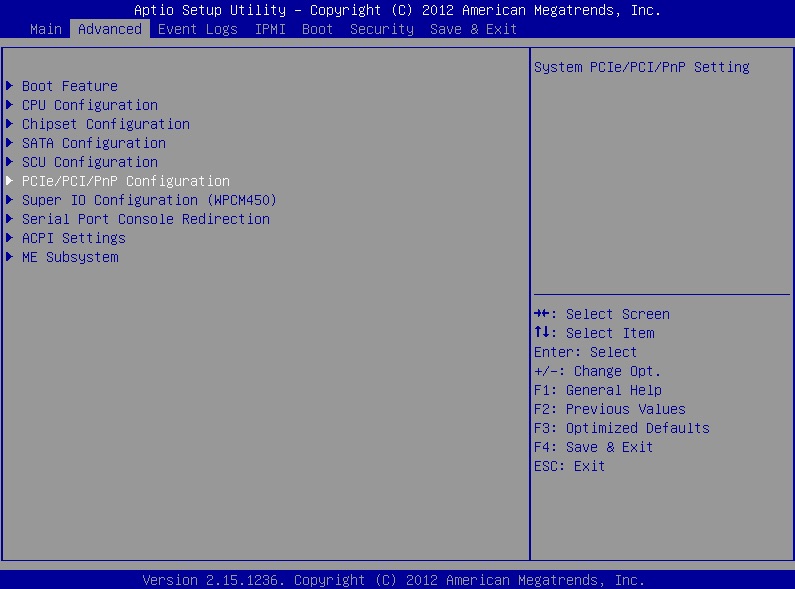 Aptio Setup Utility – Copyright (C) 2012 American Megatrends, Inc.
Main Advanced Event Logs IPMI Boot Security Save & Exit
Boot Feature
CPU Configuration
Chipset Configuration
SATA Configuration
SCU Configuration
PCIe/PCI/PnP Configuration
Super IO Configuration (WPCM450)
Serial Port Console Redirection
ACPI Settings
ME Subsystem
System PCIe/PCI/PnP Setting
→←: Select Screen
↑↓: Select Item
Enter: Select
+/-: Change Opt.
F1: General Help
F2: Previous Values
F3: Optimized Defaults
F4: Save & Exit
ESC: Exit
Version 2.15.1236. Copyright (C) 2012 American Megatrends, Inc.